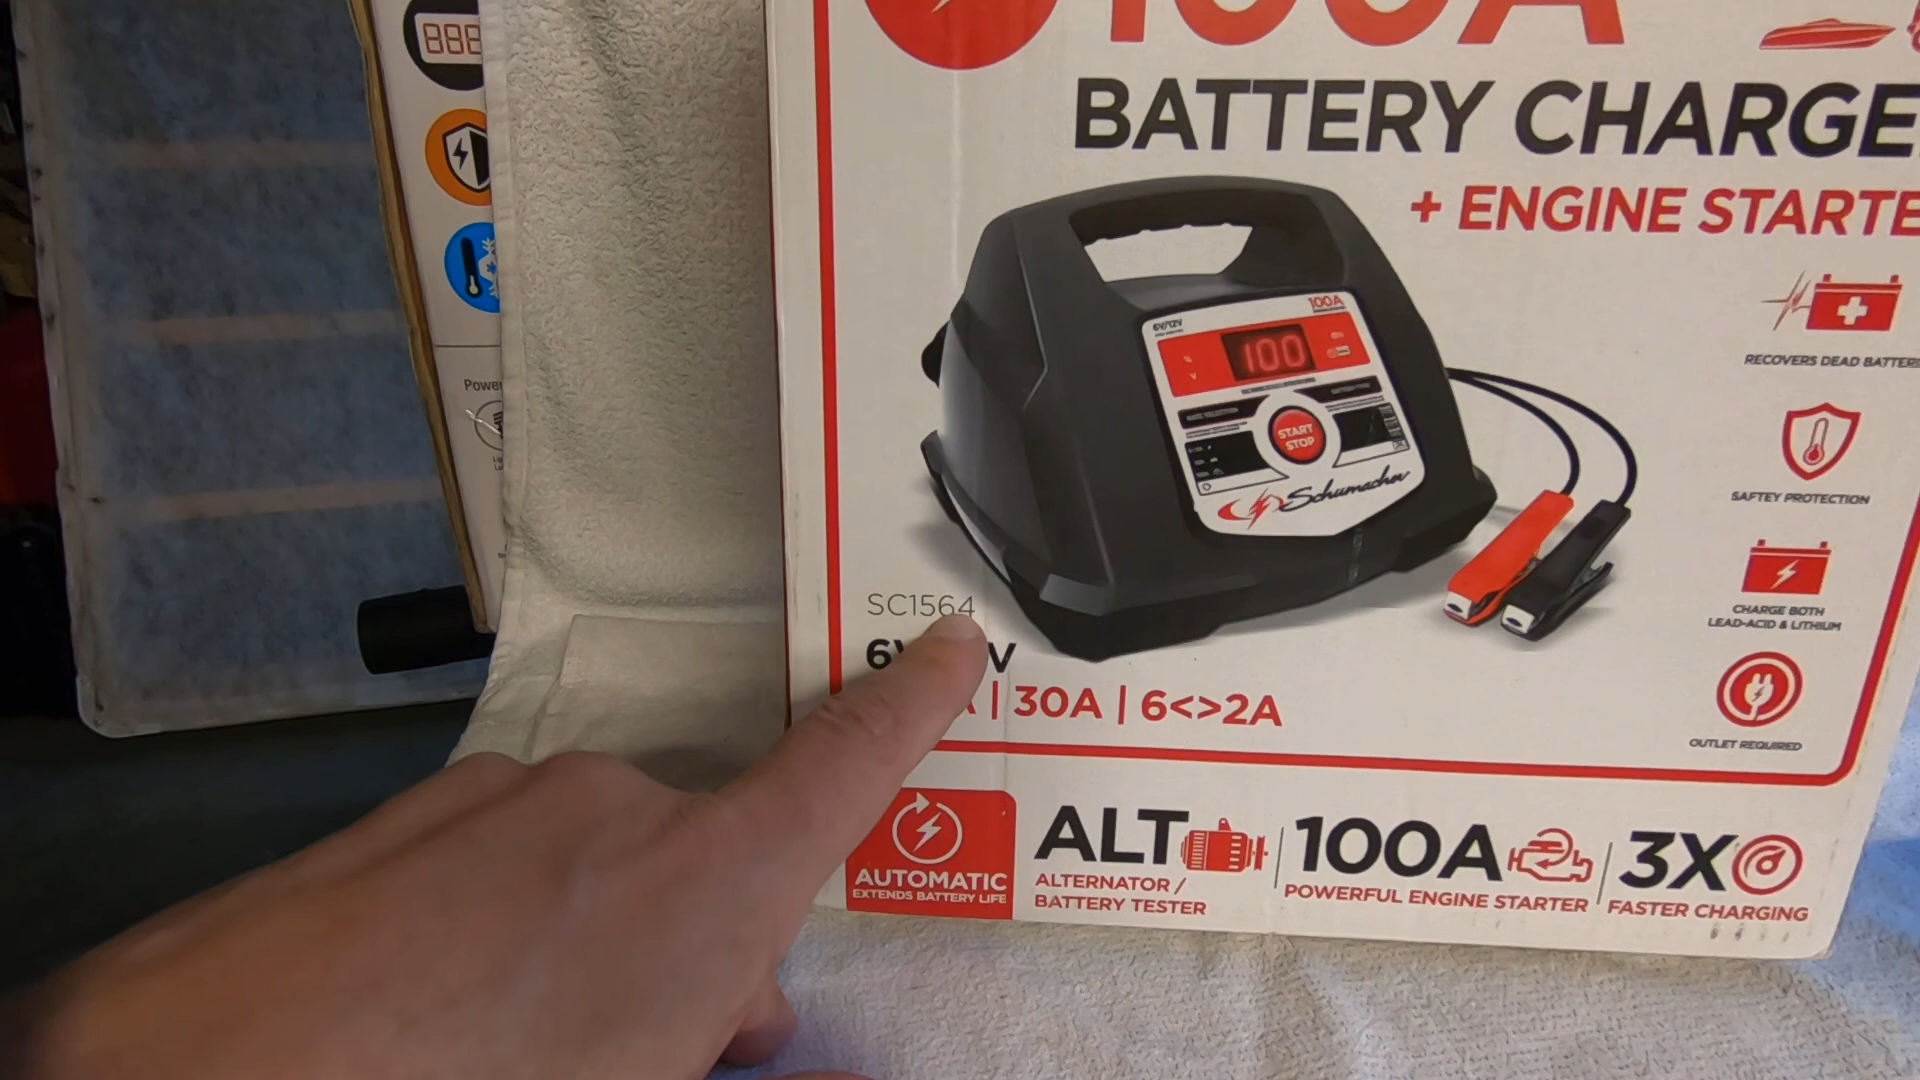 888
Power
100A
BATTERY CHARGE
+ ENGINE STARTE
100A
6V/12V
100
START
STOP
Schumacher
RECOVERS DEAD BATTERI
SAFTEY PROTECTION
CHARGE BOTH
LEAD-ACID & LITHIUM
OUTLET REQUIRED
SC1564
6V V
A | 30A | 6<>2A
AUTOMATIC
EXTENDS BATTERY LIFE
ALT
ALTERNATOR /
BATTERY TESTER
100A
POWERFUL ENGINE STARTER
3X
FASTER CHARGING